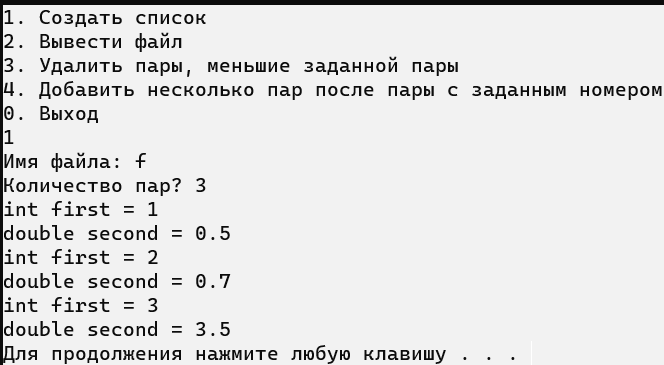 1. Создать список
2. Вывести файл
3. Удалить пары, меньшие заданной пары
4. Добавить несколько пар после пары с заданным номером
0. Выход
1
Имя файла: f
Количество пар? 3
int first = 1
double second = 0.5
int first = 2
double second = 0.7
int first = 3
double second = 3.5
Для продолжения нажмите любую клавишу . . .